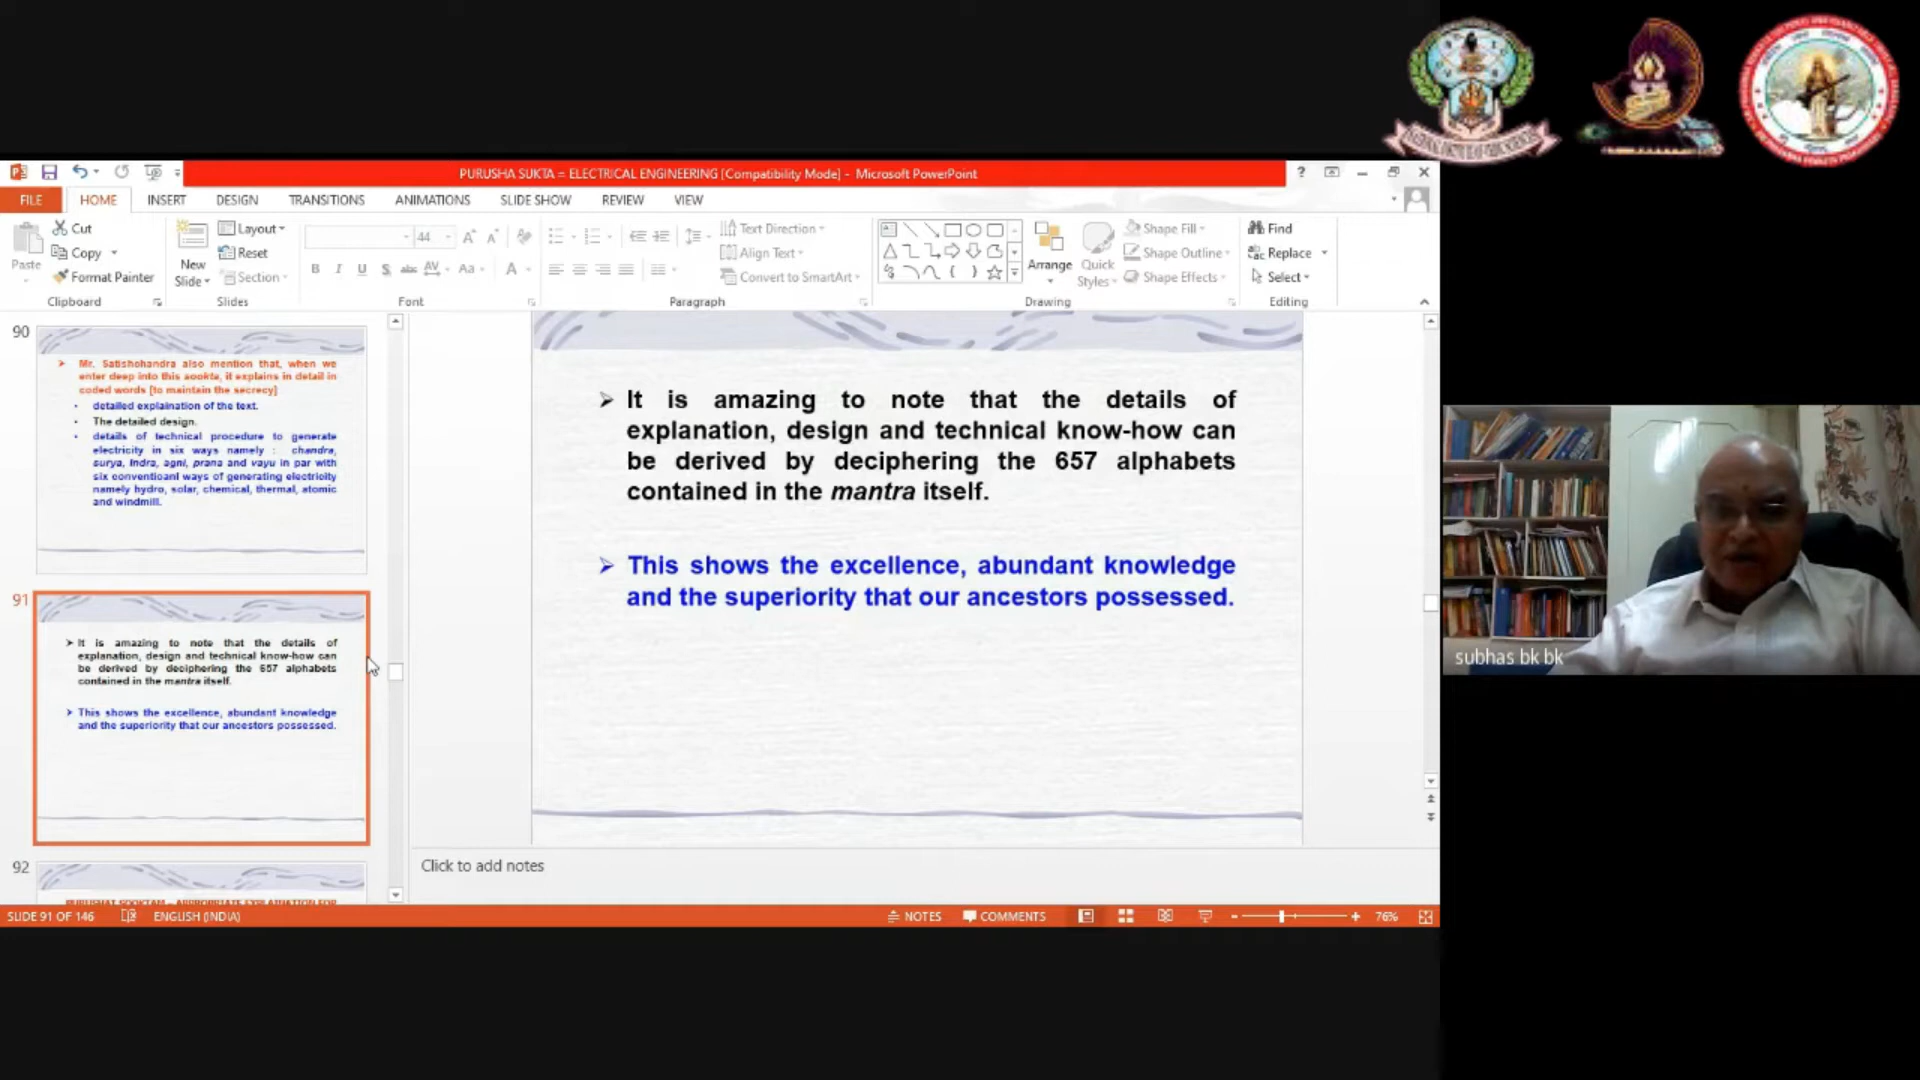 PURUSHA SUKTA = ELECTRICAL ENGINEERING [Compatibility Mode] - Microsoft PowerPoint
?
FILE HOME INSERT DESIGN TRANSITIONS ANIMATIONS SLIDE SHOW REVIEW VIEW
Cut
Copy
Format Painter
Paste
Clipboard
New
Slide
Layout
Reset
Section
Slides
44
B I U S abc AV Aa A
Font
Text Direction
Align Text
Convert to SmartArt
Paragraph
Arrange
Quick
Styles
Shape Fill
Shape Outline
Shape Effects
Drawing
Find
Replace
Select
Editing
90
Mr. Satishchandra also mention that, when we
enter deep into this sookta, it explains in detail in
coded words [to maintain the secrecy]
detailed explaination of the text.
The detailed design.
details of technical procedure to generate
electricity in six ways namely : chandra,
surya, Indra, agni, prana and vayu in par with
six conventioanl ways of generating electricity
namely hydro, solar, chemical, thermal, atomic
and windmill.
91
It is amazing to note that the details of
explanation, design and technical know-how can
be derived by deciphering the 657 alphabets
contained in the mantra itself.
This shows the excellence, abundant knowledge
and the superiority that our ancestors possessed.
92
It is amazing to note that the details of
explanation, design and technical know-how can
be derived by deciphering the 657 alphabets
contained in the mantra itself.
This shows the excellence, abundant knowledge
and the superiority that our ancestors possessed.
Click to add notes
SLIDE 91 OF 146 ENGLISH (INDIA) NOTES COMMENTS 76%
subhas bk bk